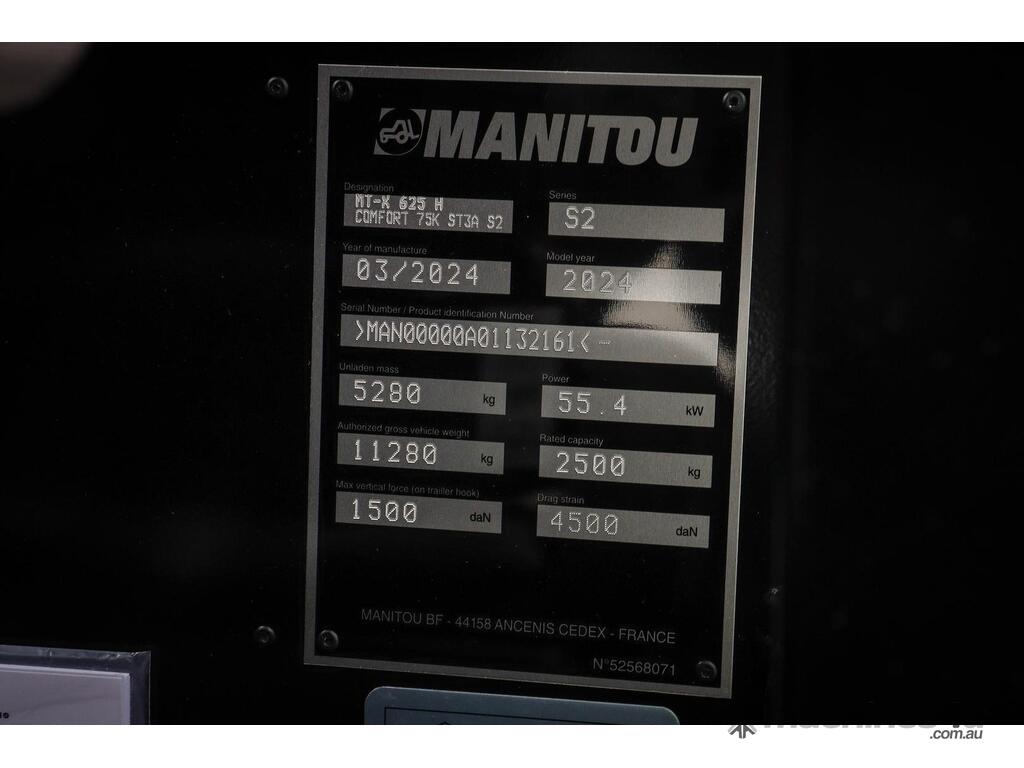 MANITOU
Designation
MT-X 625 H
COMFORT 75K ST3A S2
Series
S2
Year of manufacture
03/2024
Model year
2024
Serial Number / Product identification Number
>MAN00000A01132161<
Unladen mass
5280 kg
Power
55.4 kW
Authorized gross vehicle weight
11280 kg
Rated capacity
2500 kg
Max vertical force (on trailler hook)
1500 daN
Drag strain
4500 daN
MANITOU BF - 44158 ANCENIS CEDEX - FRANCE
N°52568071
.com.au